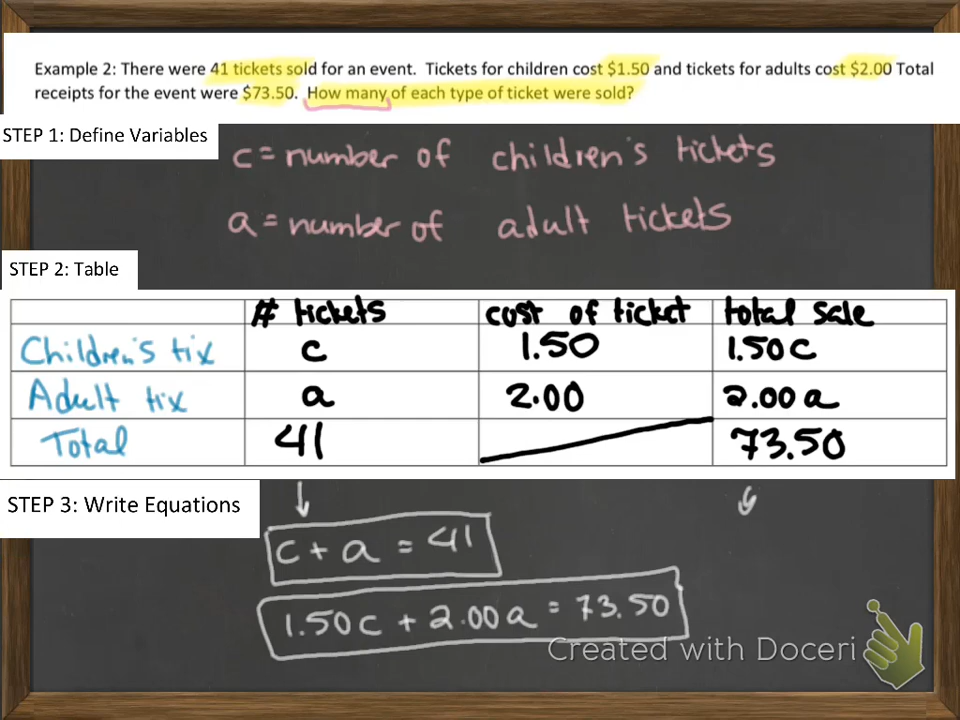 Example 2: There were 41 tickets sold for an event. Tickets for children cost $1.50 and tickets for adults cost $2.00 Total
receipts for the event were $73.50. How many of each type of ticket were sold?
STEP 1: Define Variables
c = number of children's tickets
a = number of adult tickets
STEP 2: Table
# tickets cost of ticket total sale
Children's tix c 1.50 1.50c
Adult tix a 2.00 2.00a
Total 41 73.50
STEP 3: Write Equations
c + a = 41
1.50c + 2.00a = 73.50
Created with Doceri